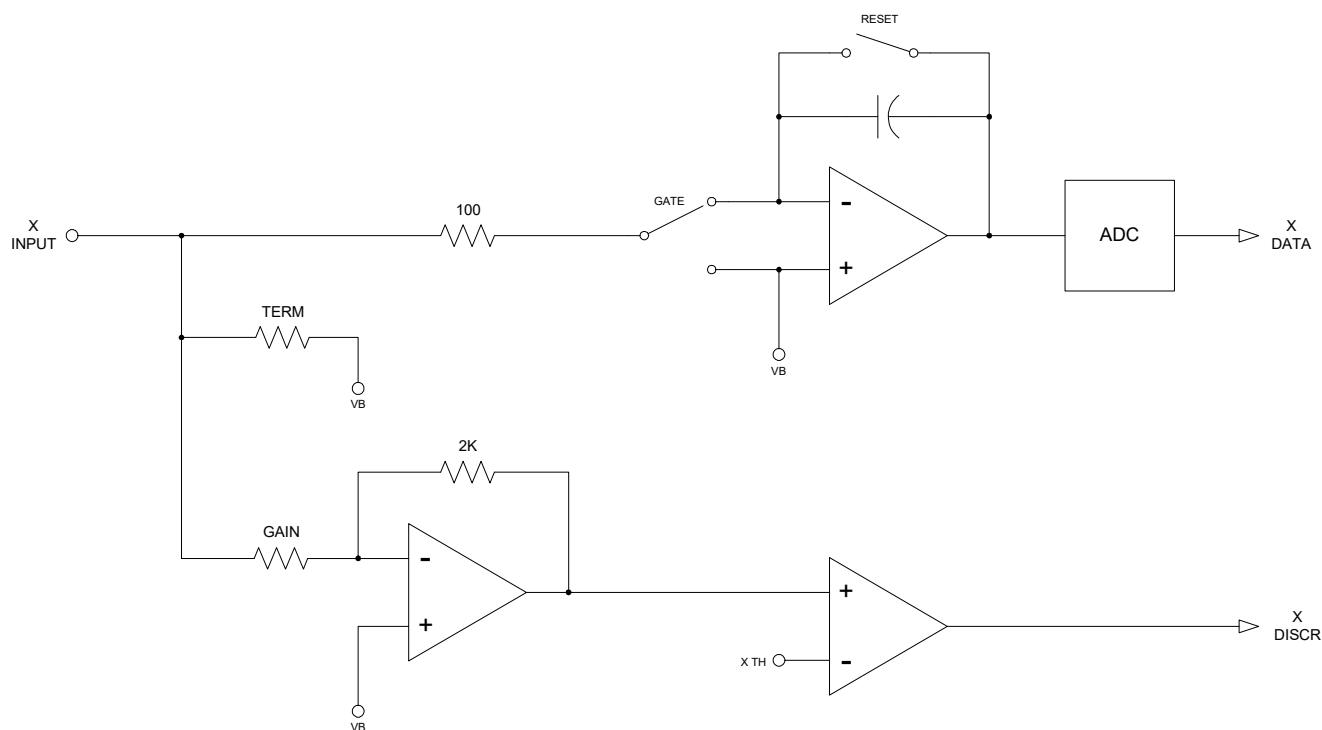 RESET
100
GATE
-
+
VB
X
INPUT
ADC
X
DATA
TERM
VB
2K
GAIN
-
+
VB
+
-
X TH
X
DISCR